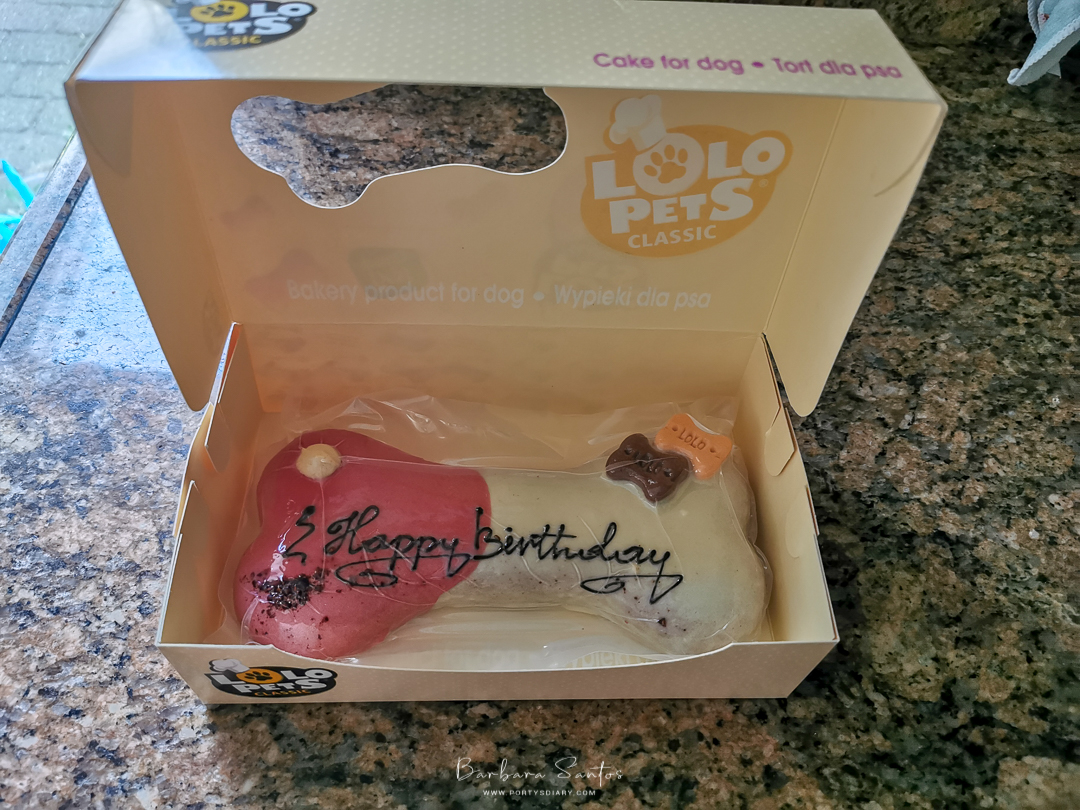 LOLO
PETS
CLASSIC
Cake for dog • Tort dla psa
LOLO
PETS®
CLASSIC
Bakery product for dog • Wypieki dla psa
LOLO
Happy Birthday
LOLO
PETS
CLASSIC
Barbara Santos
WWW.PORTYSDIARY.COM